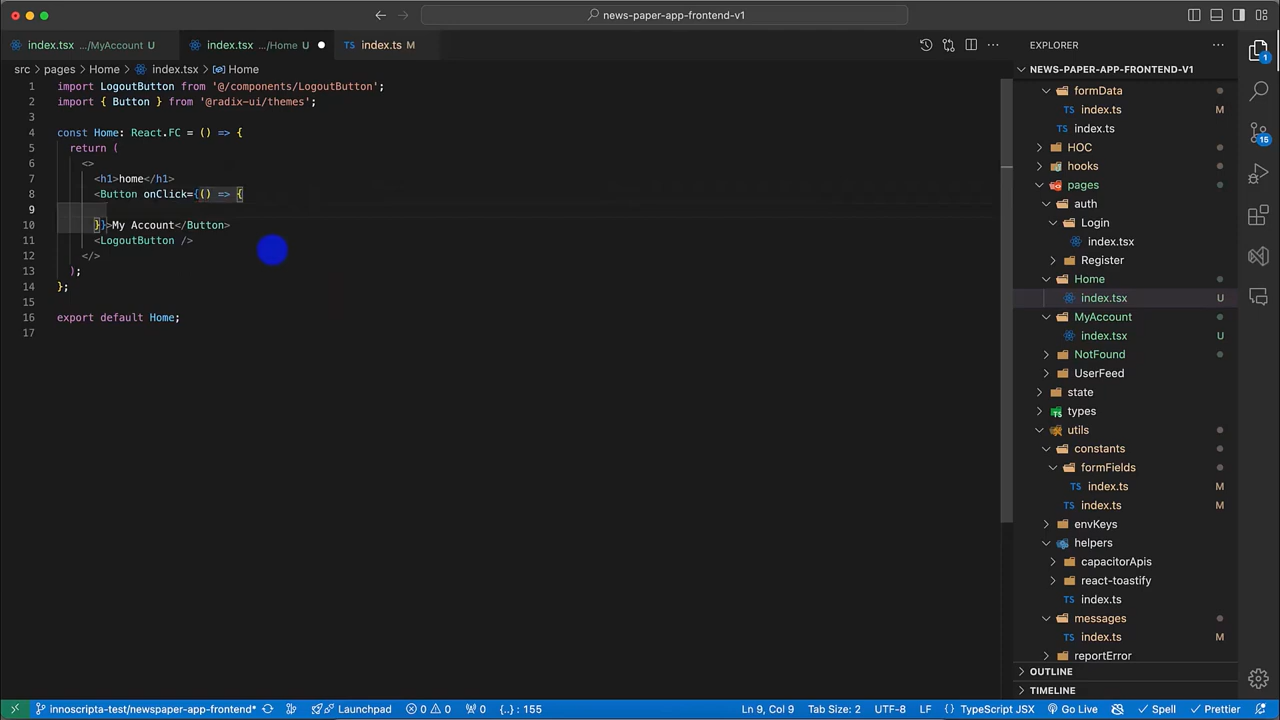 news-paper-app-frontend-v1
index.tsx .../MyAccount U
index.tsx .../Home U
index.ts M
src > pages > Home > index.tsx > Home
1 import LogoutButton from '@/components/LogoutButton';
2 import { Button } from '@radix-ui/themes';
3
4 const Home: React.FC = () => {
5 return (
6 <>
7 <h1>home</h1>
8 <Button onClick={() => {
9
10 }}>My Account</Button>
11 <LogoutButton />
12 </>
13 );
14 };
15
16 export default Home;
17
EXPLORER
NEWS-PAPER-APP-FRONTEND-V1
formData
index.ts M
index.ts
HOC
hooks
pages
auth
Login
index.tsx
Register
Home
index.tsx U
MyAccount
index.tsx U
NotFound
UserFeed
state
types
utils
constants
formFields
index.ts M
index.ts M
envKeys
helpers
capacitorApis
react-toastify
index.ts
messages
index.ts M
reportError
OUTLINE
TIMELINE
1
15
innoscripta-test/newspaper-app-frontend* Launchpad 0 0 0 {..} : 155 Ln 9, Col 9 Tab Size: 2 UTF-8 LF {} TypeScript JSX Go Live Spell Prettier